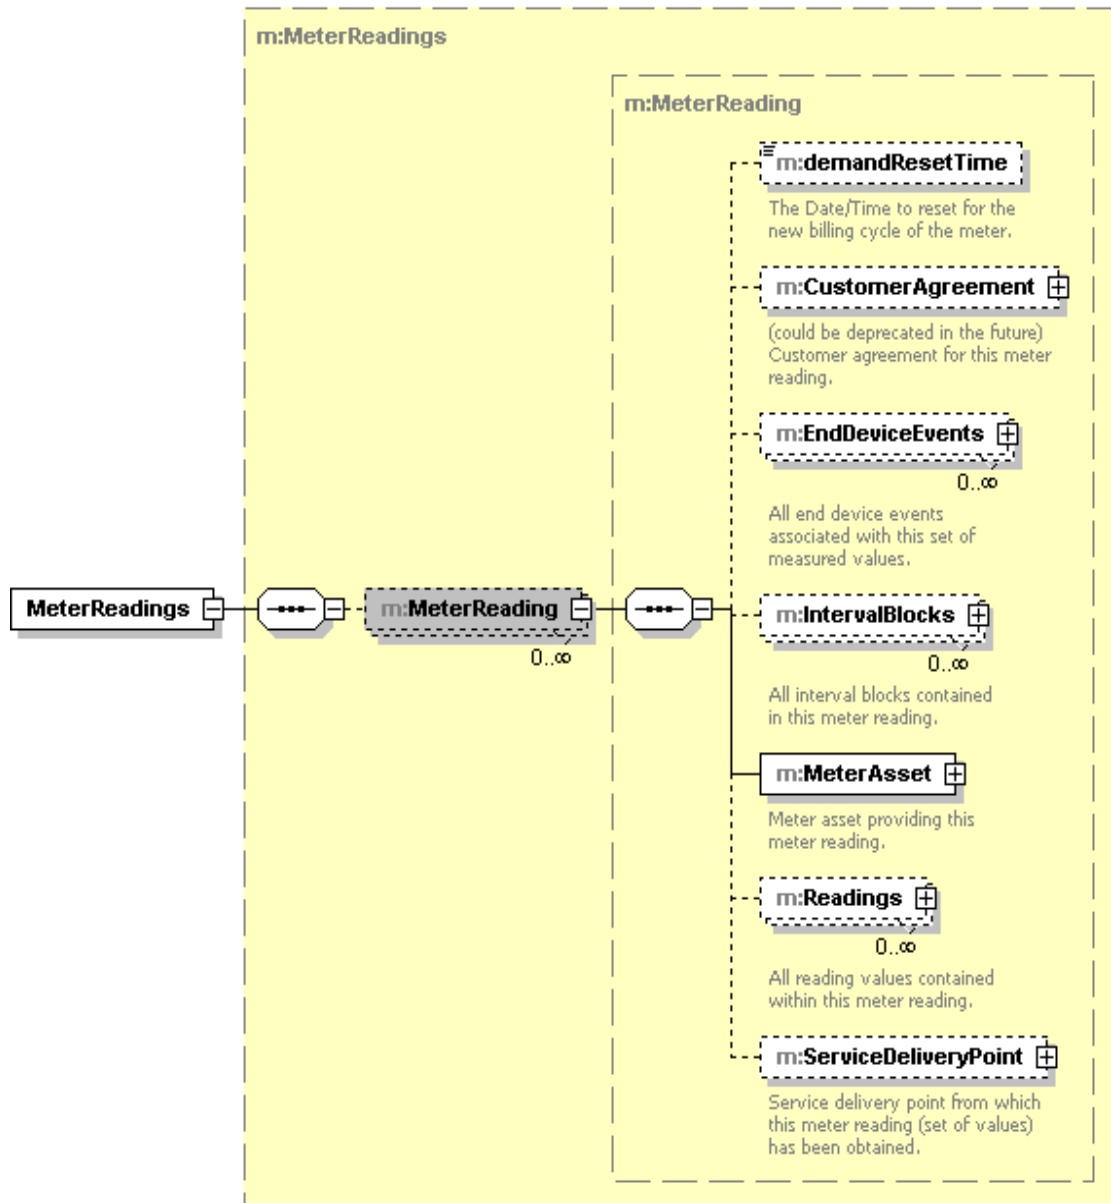 m:MeterReadings
m:MeterReading
m:demandResetTime
The Date/Time to reset for the
new billing cycle of the meter.
m:CustomerAgreement
(could be deprecated in the future)
Customer agreement for this meter
reading.
m:EndDeviceEvents
0..∞
All end device events
associated with this set of
measured values.
MeterReadings
m:MeterReading
0..∞
m:IntervalBlocks
0..∞
All interval blocks contained
in this meter reading.
m:MeterAsset
Meter asset providing this
meter reading.
m:Readings
0..∞
All reading values contained
within this meter reading.
m:ServiceDeliveryPoint
Service delivery point from which
this meter reading (set of values)
has been obtained.